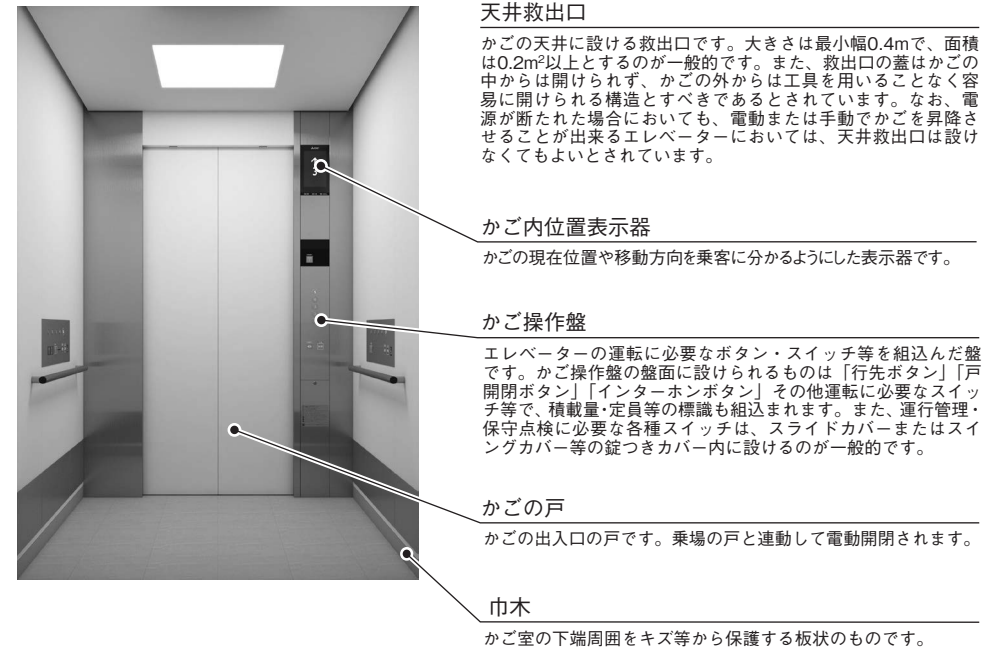 天井救出口
かごの天井に設ける救出口です。大きさは最小幅0.4mで、面積
は0.2m²以上とするのが一般的です。また、救出口の蓋はかごの
中からは開けられず、かごの外からは工具を用いることなく容
易に開けられる構造とすべきであるとされています。なお、電
源が断たれた場合においても、電動または手動でかごを昇降さ
せることが出来るエレベーターにおいては、天井救出口は設け
なくてもよいとされています。
かご内位置表示器
かごの現在位置や移動方向を乗客に分かるようにした表示器です。
かご操作盤
エレベーターの運転に必要なボタン・スイッチ等を組込んだ盤
です。かご操作盤の盤面に設けられるものは「行先ボタン」「戸
開閉ボタン」「インターホンボタン」その他運転に必要なスイッ
チ等で、積載量・定員等の標識も組込まれます。また、運行管理・
保守点検に必要な各種スイッチは、スライドカバーまたはスイ
ングカバー等の錠つきカバー内に設けるのが一般的です。
かごの戸
かごの出入口の戸です。乗場の戸と連動して電動開閉されます。
巾木
かご室の下端周囲をキズ等から保護する板状のものです。